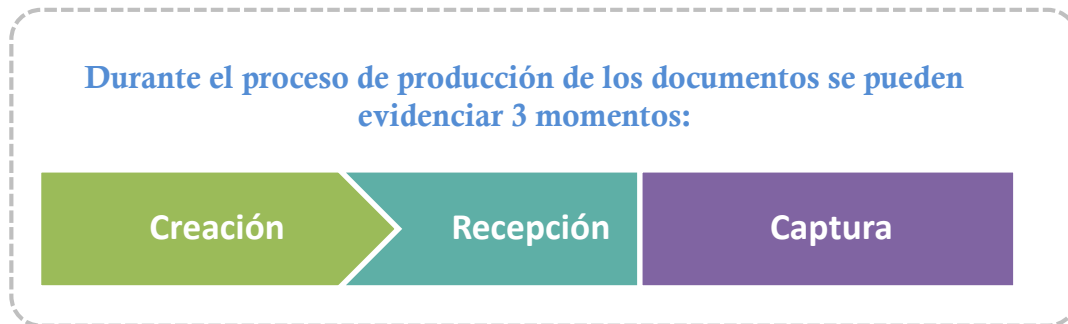 Durante el proceso de producción de los documentos se pueden
evidenciar 3 momentos:
Creación
Recepción
Captura